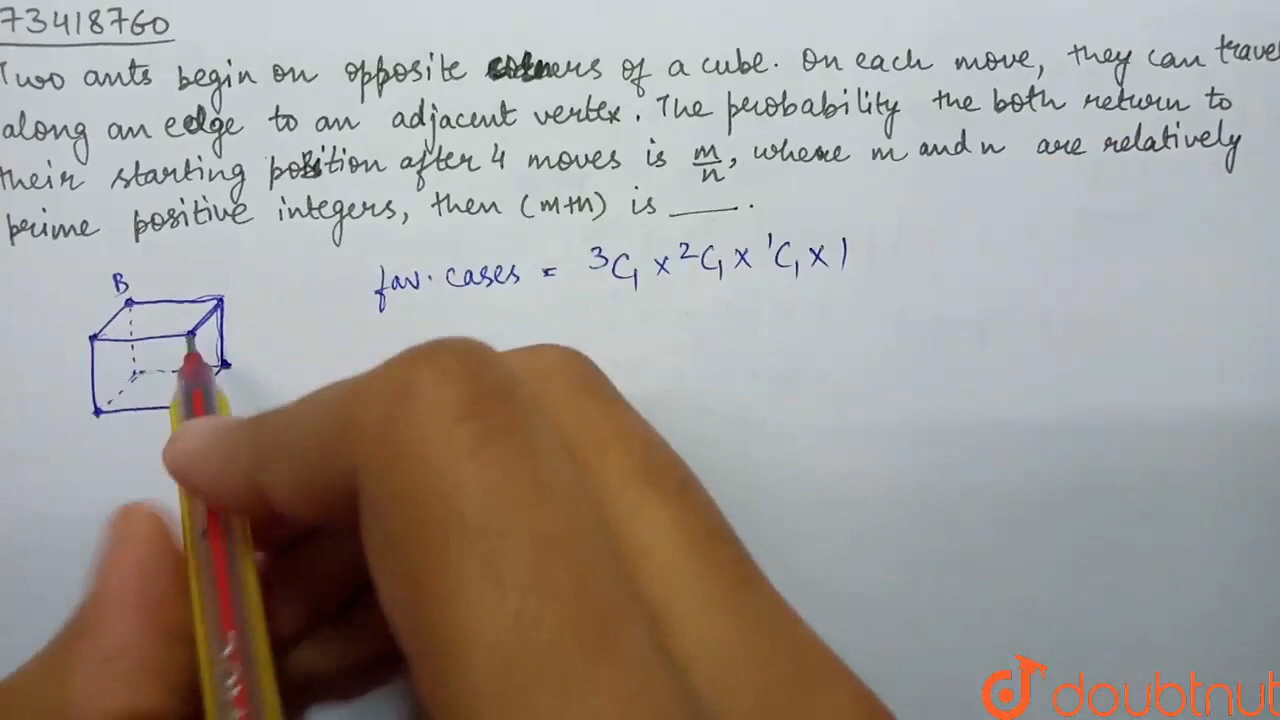 73418760
Two ants begin on opposite corners of a cube. On each move, they can travel
along an edge to an adjacent vertex. The probability the both return to
their starting position after 4 moves is m/n, where m and n are relatively
prime positive integers, then (m+n) is ___.
B
fav. cases = ³C₁ × ²C₁ × ¹C₁ × 1
doubtnut